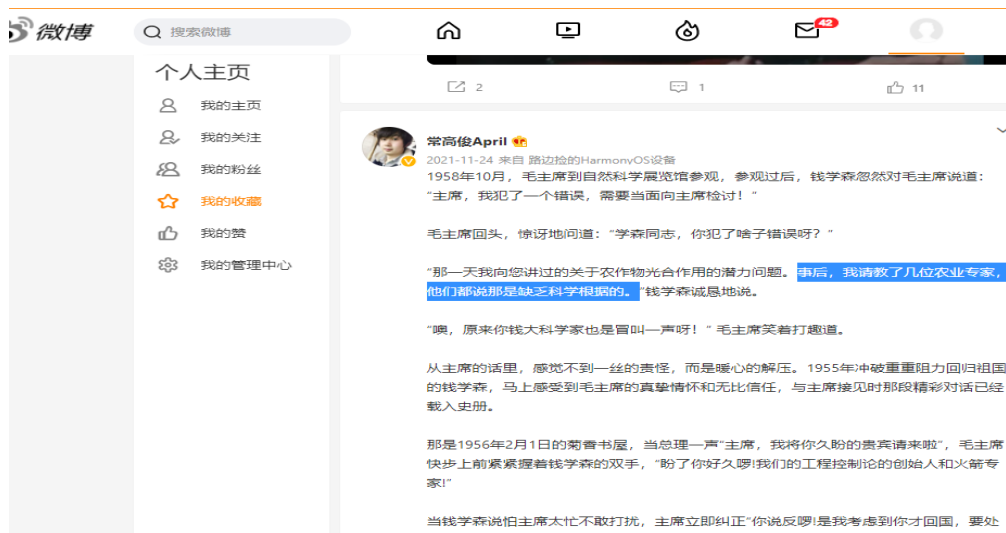 微博
搜索微博
42
个人主页
我的主页
我的关注
我的粉丝
我的收藏
我的赞
我的管理中心
2
1
11
常高俊April
2021-11-24 来自 路边捡的HarmonyOS设备
1958年10月，毛主席到自然科学展览馆参观，参观过后，钱学森忽然对毛主席说道：
“主席，我犯了一个错误，需要当面向主席检讨！”
毛主席回头，惊讶地问道：“学森同志，你犯了啥子错误呀？”
“那一天我向您讲过的关于农作物光合作用的潜力问题。事后，我请教了几位农业专家，
他们都说那是缺乏科学根据的。”钱学森诚恳地说。
“噢，原来你钱大科学家也是冒叫一声呀！”毛主席笑着打趣道。
从主席的话里，感觉不到一丝的责怪，而是暖心的解压。1955年冲破重重阻力回归祖国
的钱学森，马上感受到毛主席的真挚情怀和无比信任，与主席接见时那段精彩对话已经
载入史册。
那是1956年2月1日的菊香书屋，当总理一声“主席，我将你久盼的贵宾请来啦”，毛主席
快步上前紧紧握着钱学森的双手，“盼了你好久啰!我们的工程控制论的创始人和火箭专
家!”
当钱学森说怕主席太忙不敢打扰，主席立即纠正“你说反啰!是我考虑到你才回国，要处